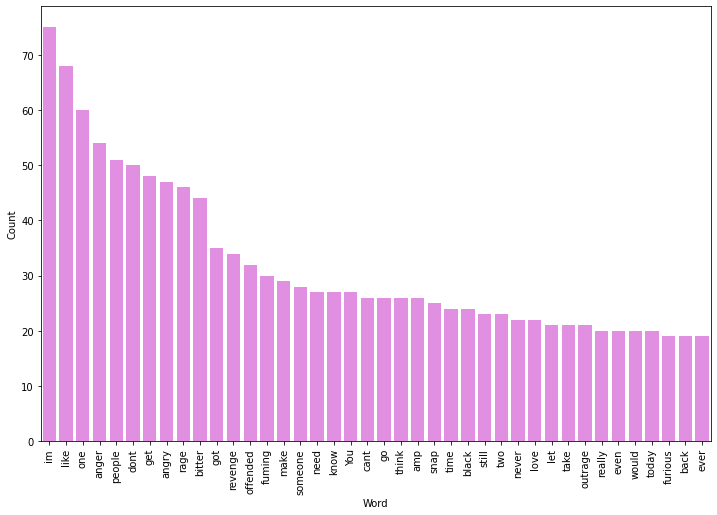 70
60
50
40
30
20
10
0
Count
im like one anger people dont get angry rage bitter got revenge offended fuming make someone need know You cant go think amp snap time black still two never love let take outrage really even would today furious back ever
Word